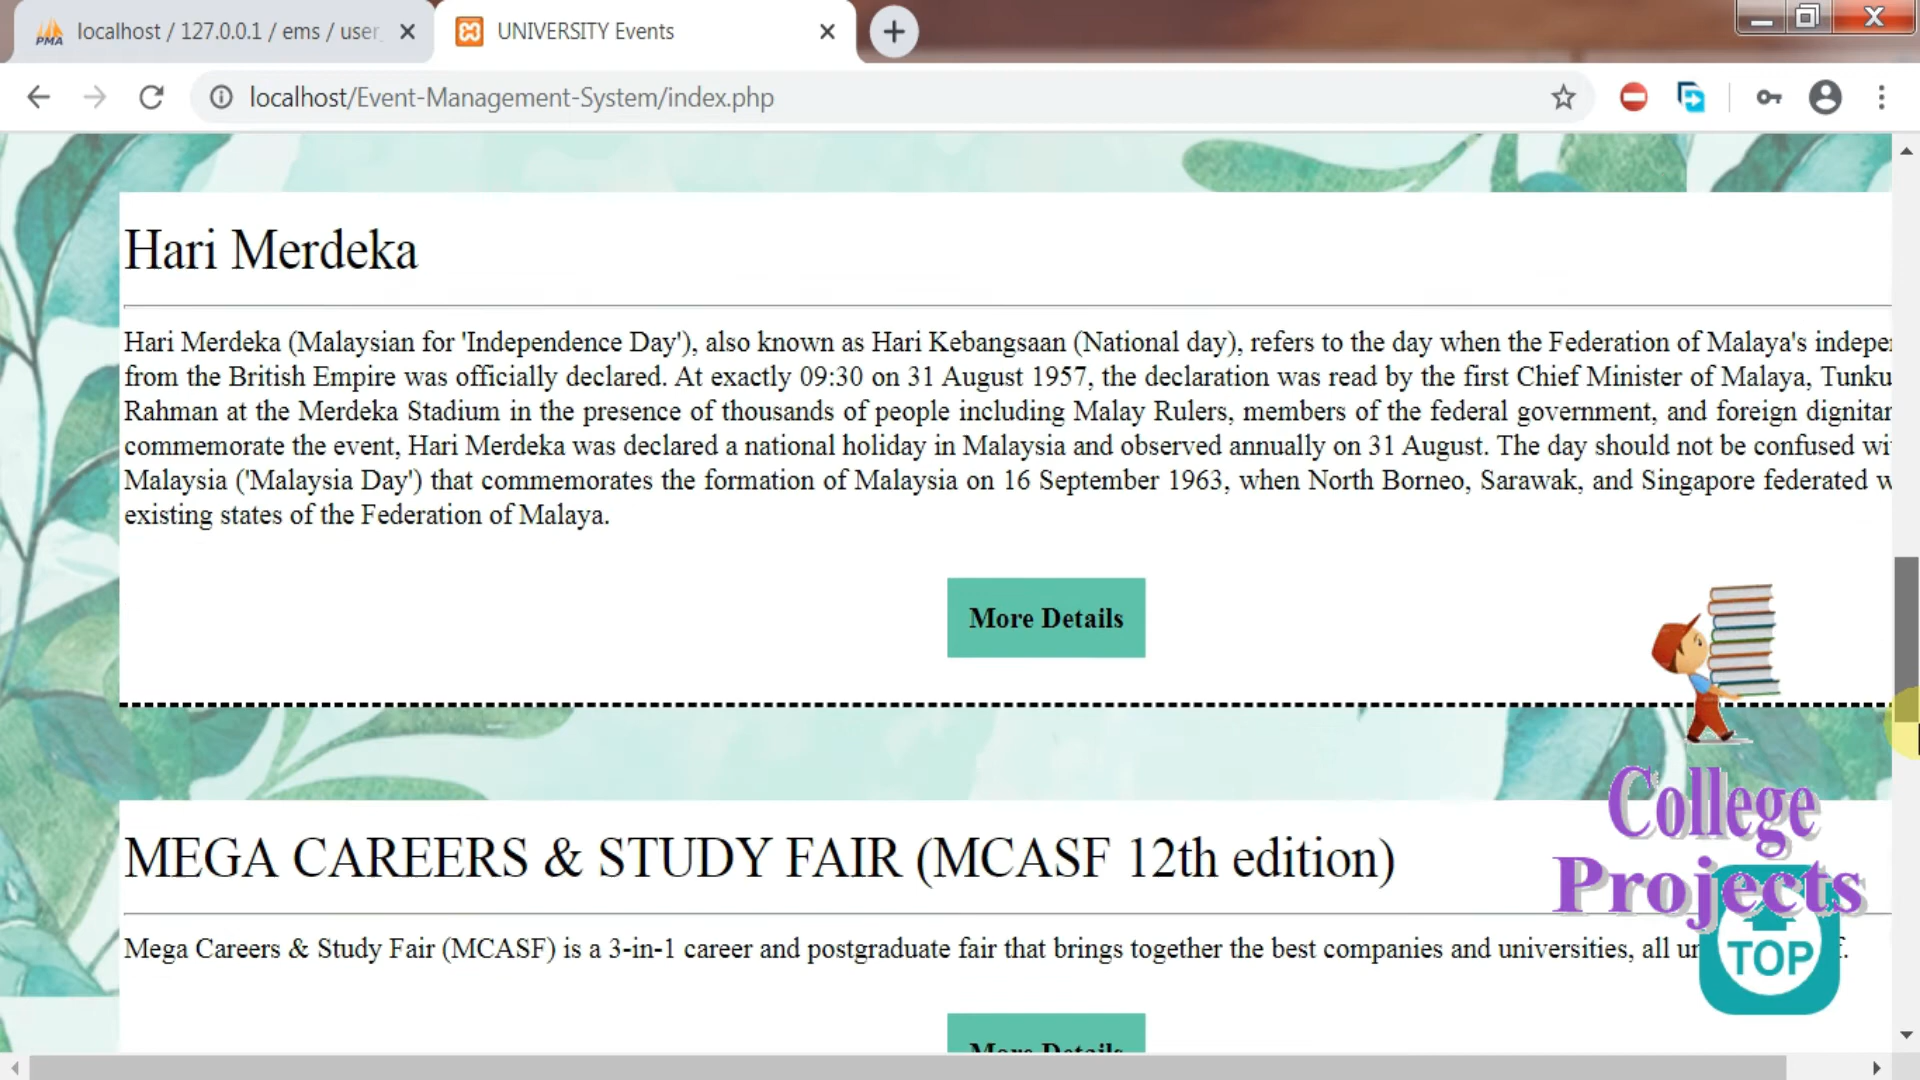 PMA localhost / 127.0.0.1 / ems / user
UNIVERSITY Events
localhost/Event-Management-System/index.php
Hari Merdeka
Hari Merdeka (Malaysian for 'Independence Day'), also known as Hari Kebangsaan (National day), refers to the day when the Federation of Malaya's indepe
from the British Empire was officially declared. At exactly 09:30 on 31 August 1957, the declaration was read by the first Chief Minister of Malaya, Tunku
Rahman at the Merdeka Stadium in the presence of thousands of people including Malay Rulers, members of the federal government, and foreign dignitar
commemorate the event, Hari Merdeka was declared a national holiday in Malaysia and observed annually on 31 August. The day should not be confused wi
Malaysia ('Malaysia Day') that commemorates the formation of Malaysia on 16 September 1963, when North Borneo, Sarawak, and Singapore federated w
existing states of the Federation of Malaya.
More Details
MEGA CAREERS & STUDY FAIR (MCASF 12th edition)
Mega Careers & Study Fair (MCASF) is a 3-in-1 career and postgraduate fair that brings together the best companies and universities, all
More Details
College
Projects
TOP